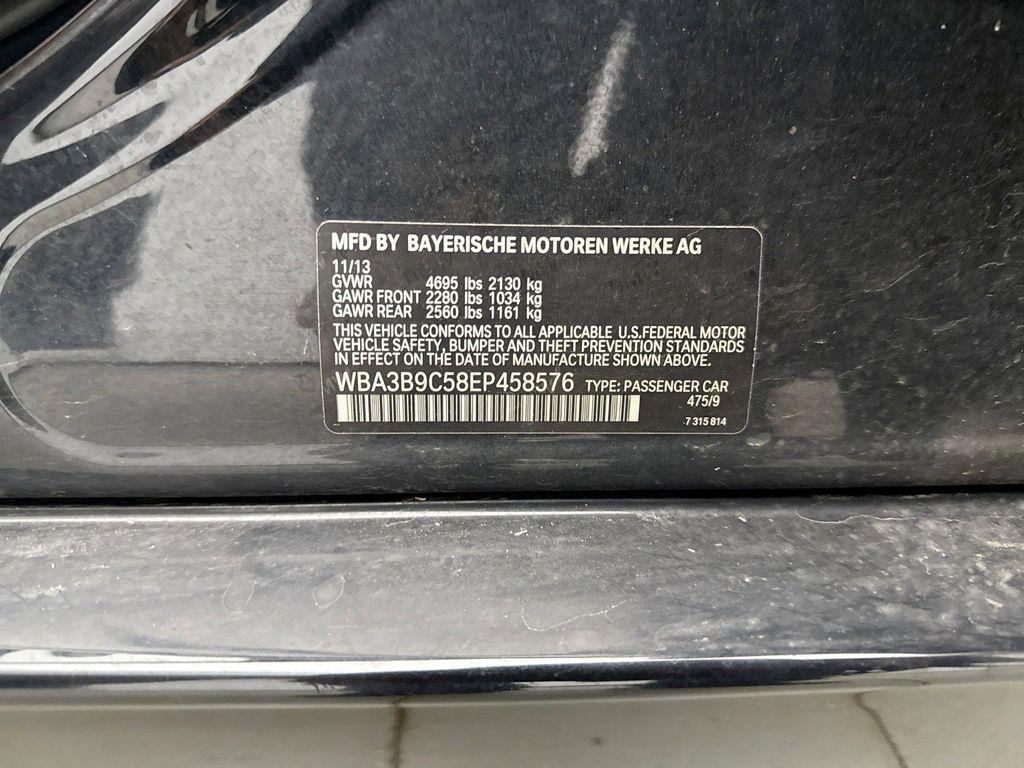 MFD BY BAYERISCHE MOTOREN WERKE AG
11/13
GVWR 4695 lbs 2130 kg
GAWR FRONT 2280 lbs 1034 kg
GAWR REAR 2560 lbs 1161 kg
THIS VEHICLE CONFORMS TO ALL APPLICABLE U.S.FEDERAL MOTOR
VEHICLE SAFETY, BUMPER AND THEFT PREVENTION STANDARDS
IN EFFECT ON THE DATE OF MANUFACTURE SHOWN ABOVE.
WBA3B9C58EP458576 TYPE: PASSENGER CAR
475/9
7 315 814